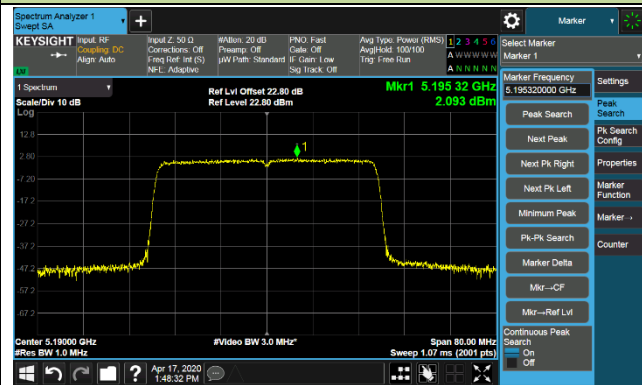 Spectrum Analyzer 1
Swept SA
Marker
KEYSIGHT
Input: RF
Coupling: DC
Align: Auto
Input Z: 50 Ω
Corrections: Off
Freq Ref: Int (S)
NFE: Adaptive
#Atten: 20 dB
Preamp: Off
µW Path: Standard
PNO: Fast
Gate: Off
IF Gain: Low
Sig Track: Off
Avg Type: Power (RMS)
Avg|Hold: 100/100
Trig: Free Run
1 2 3 4 5 6
A W W W W W
A N N N N N
LXI
Select Marker
Marker 1
1 Spectrum
Scale/Div 10 dB
Log
Ref Lvl Offset 22.80 dB
Ref Level 22.80 dBm
Mkr1 5.195 32 GHz
2.093 dBm
12.8
2.80
-7.20
-17.2
-27.2
-37.2
-47.2
-57.2
-67.2
1
Center 5.19000 GHz
#Res BW 1.0 MHz
#Video BW 3.0 MHz*
Span 80.00 MHz
Sweep 1.07 ms (2001 pts)
Marker Frequency
5.195320000 GHz
Peak Search
Next Peak
Next Pk Right
Next Pk Left
Minimum Peak
Pk-Pk Search
Marker Delta
Mkr→CF
Mkr→Ref Lvl
Continuous Peak
Search
On
Off
Settings
Peak
Search
Pk Search
Config
Properties
Marker
Function
Marker→
Counter
?
Apr 17, 2020
1:48:32 PM